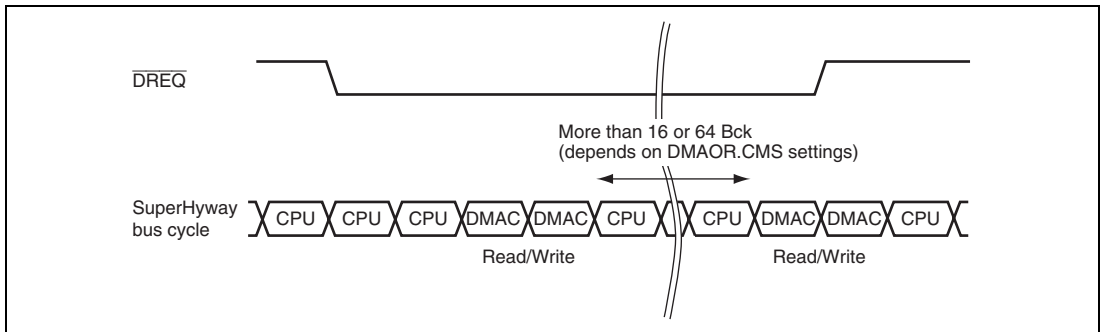 DREQ
More than 16 or 64 Bck
(depends on DMAOR.CMS settings)
SuperHyway
bus cycle
CPU CPU CPU DMAC DMAC CPU CPU DMAC DMAC CPU
Read/Write Read/Write